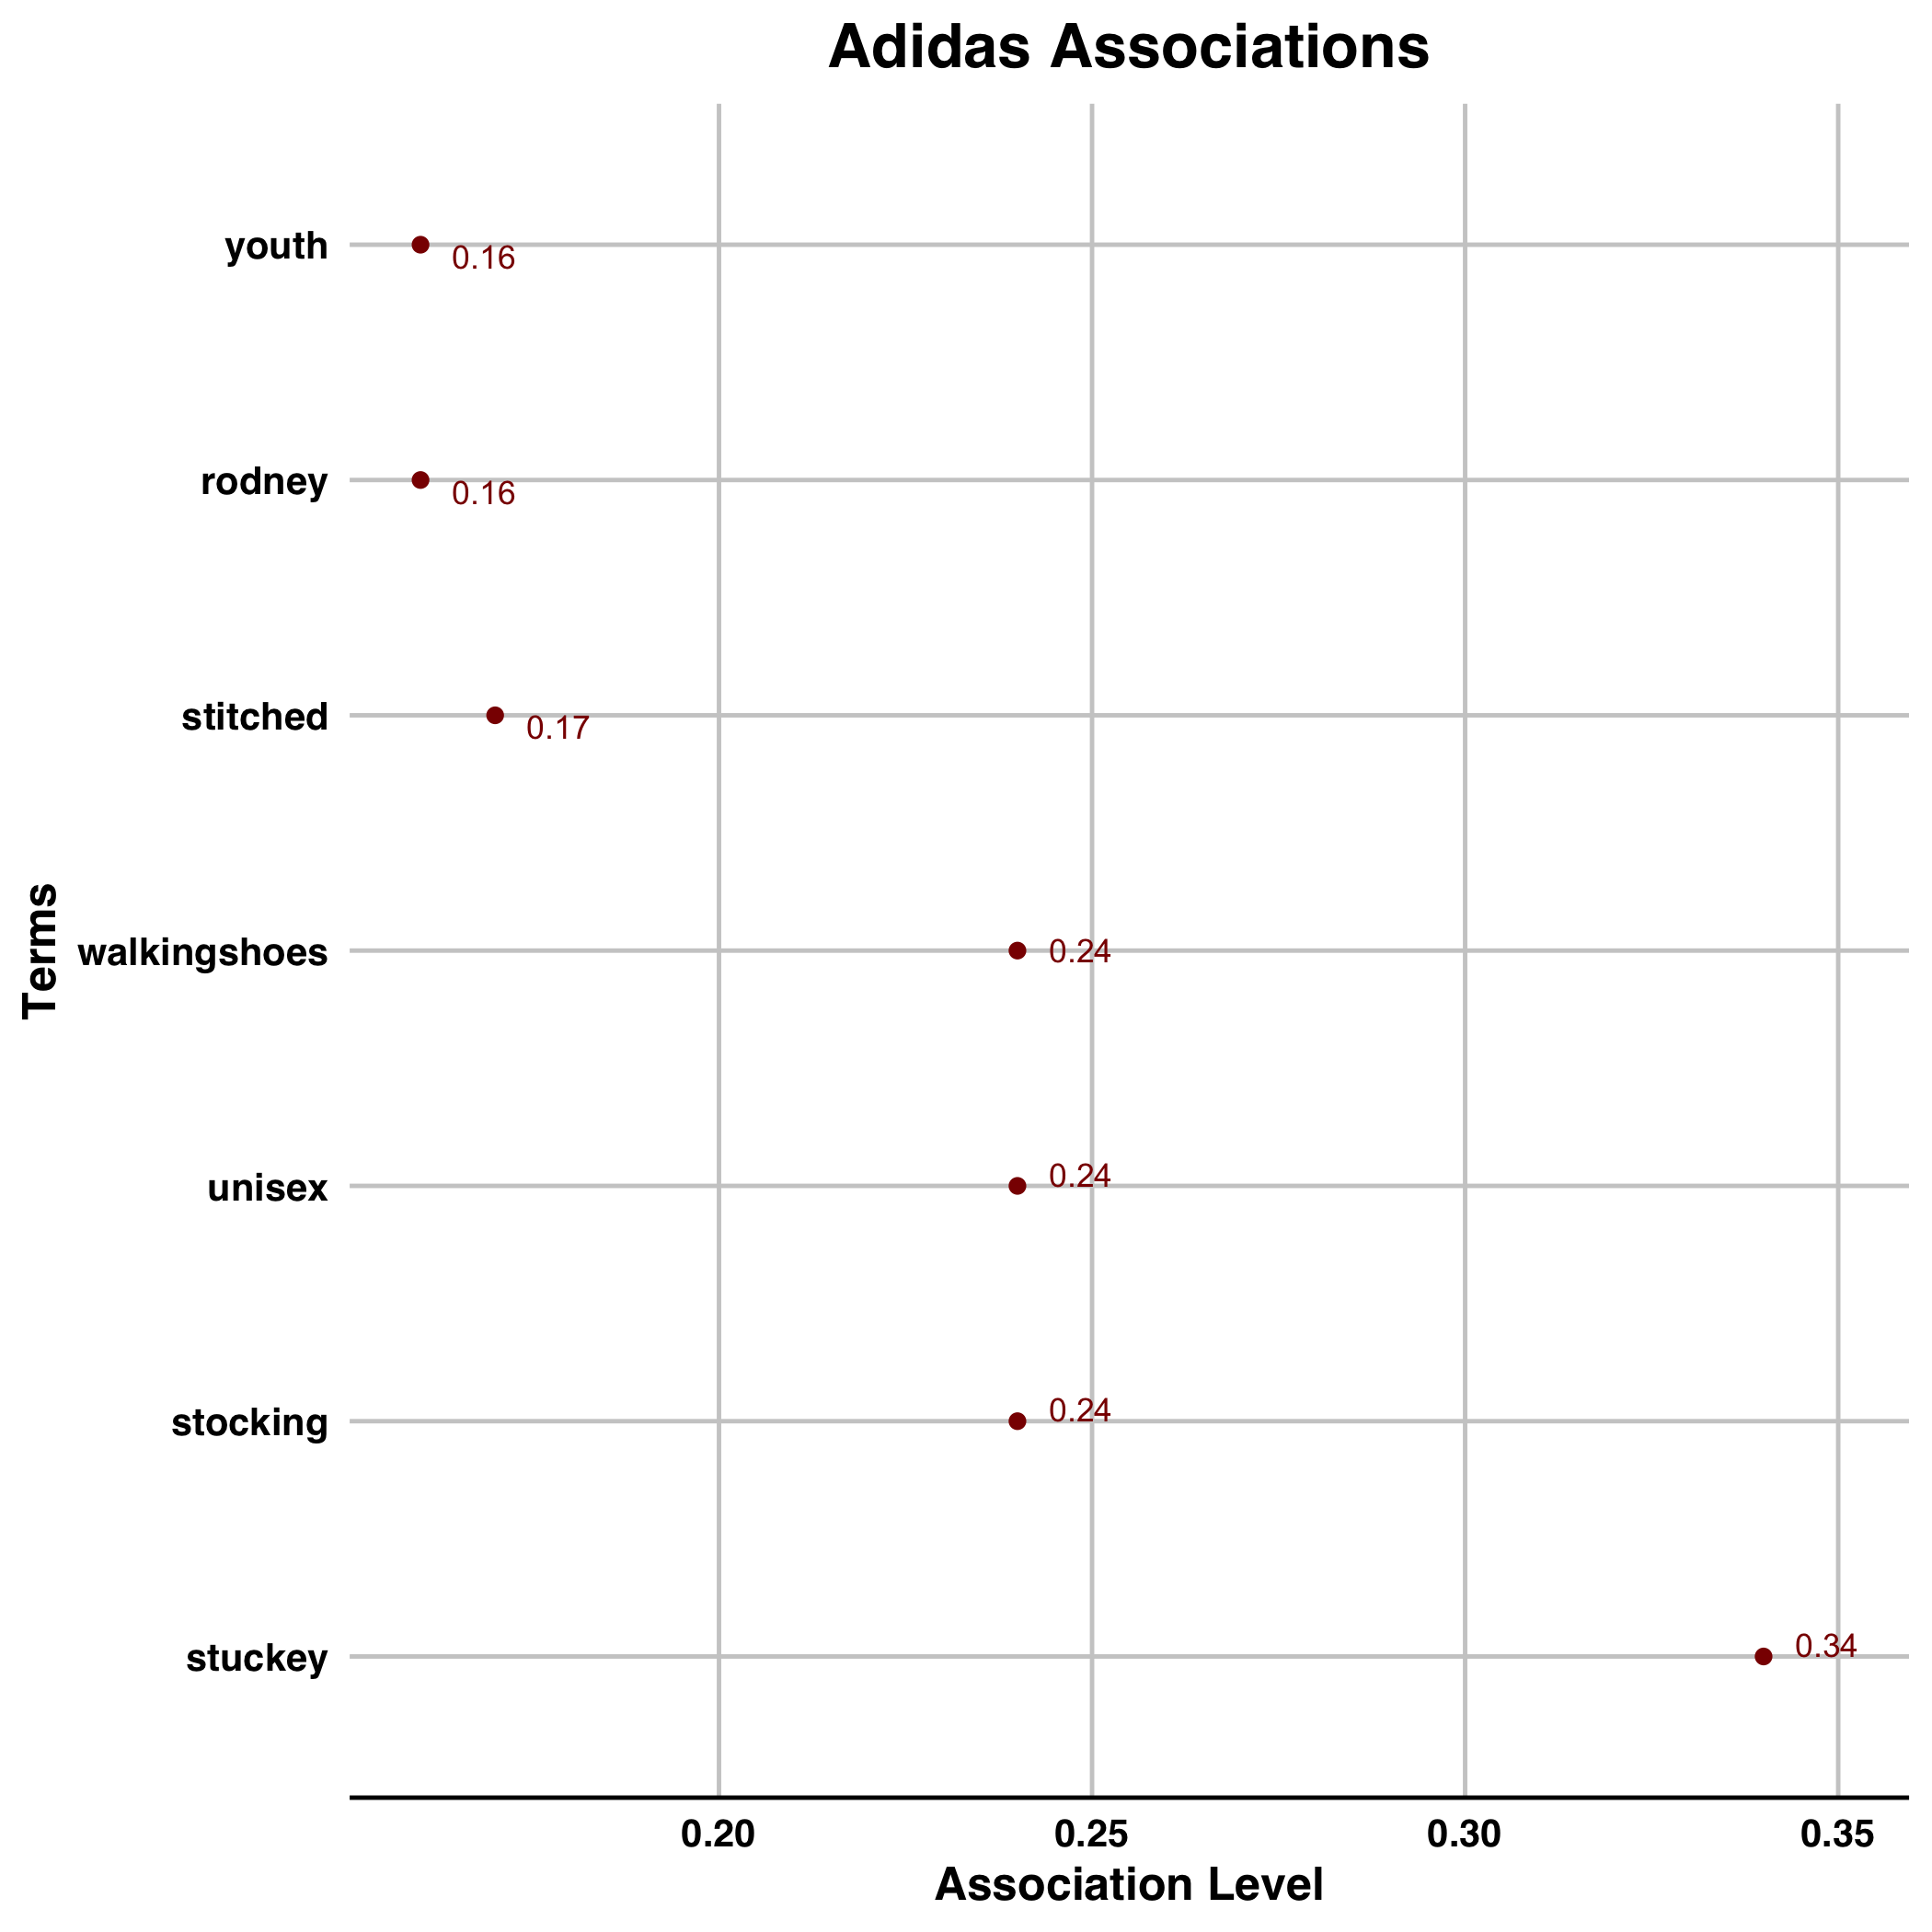 Adidas Associations
youth
0.16
rodney
0.16
stitched
0.17
Terms
walkingshoes
0.24
unisex
0.24
stocking
0.24
stuckey
0.34
0.20 0.25 0.30 0.35
Association Level